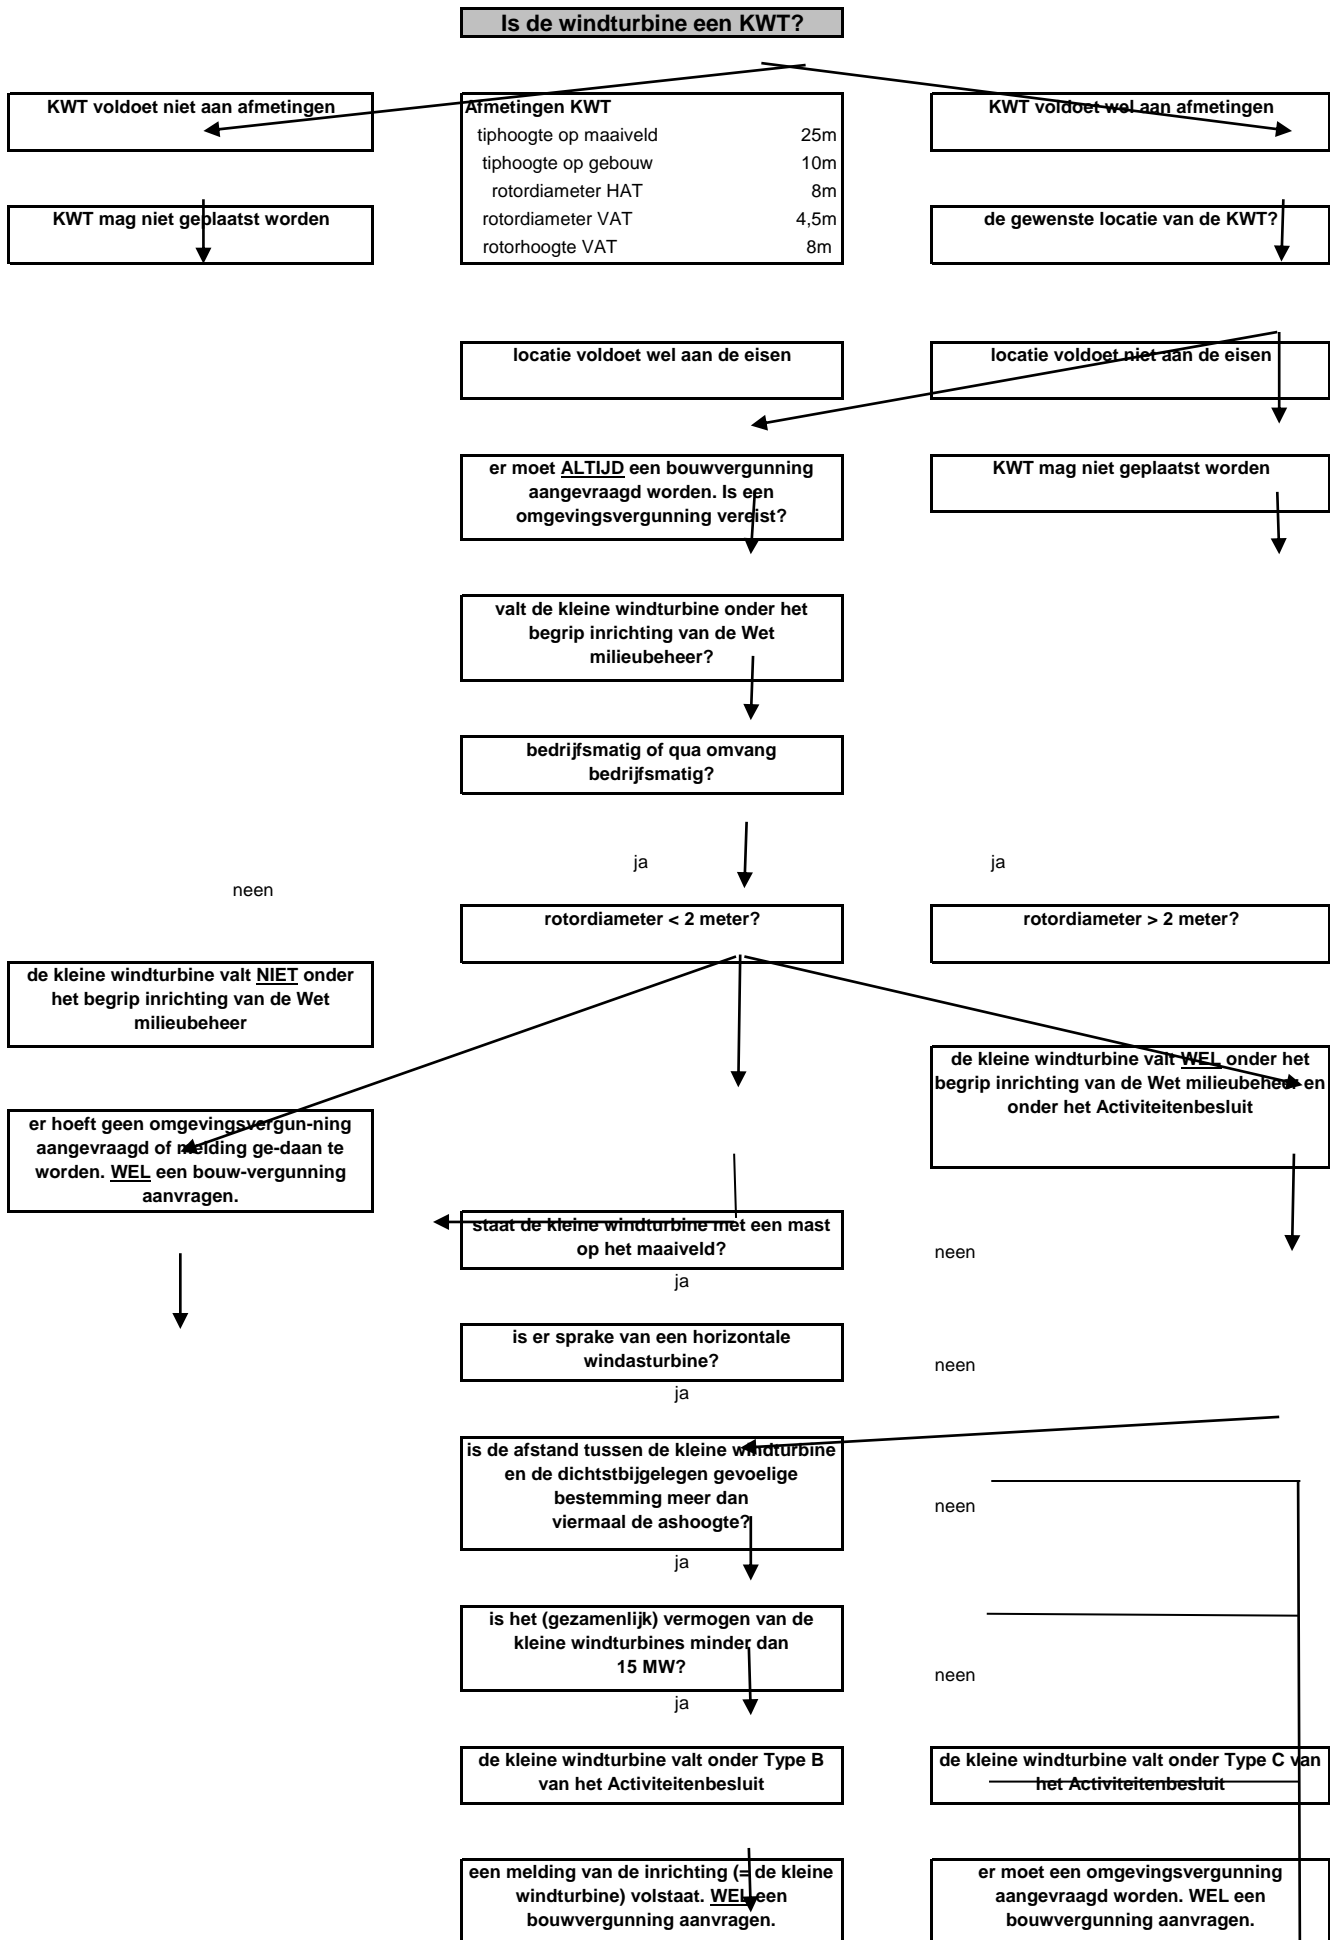 Is de windturbine een KWT?
KWT voldoet niet aan afmetingen
Afmetingen KWT
tiphoogte op maaiveld 25m
tiphoogte op gebouw 10m
rotordiameter HAT 8m
rotordiameter VAT 4,5m
rotorhoogte VAT 8m
KWT voldoet wel aan afmetingen
KWT mag niet geplaatst worden
de gewenste locatie van de KWT?
locatie voldoet wel aan de eisen
locatie voldoet niet aan de eisen
er moet ALTIJD een bouwvergunning
aangevraagd worden. Is een
omgevingsvergunning vereist?
KWT mag niet geplaatst worden
valt de kleine windturbine onder het
begrip inrichting van de Wet
milieubeheer?
bedrijfsmatig of qua omvang
bedrijfsmatig?
ja
ja
neen
rotordiameter < 2 meter?
rotordiameter > 2 meter?
de kleine windturbine valt NIET onder
het begrip inrichting van de Wet
milieubeheer
de kleine windturbine valt WEL onder het
begrip inrichting van de Wet milieubeheer en
onder het Activiteitenbesluit
er hoeft geen omgevingsvergun-ning
aangevraagd of melding ge-daan te
worden. WEL een bouw-vergunning
aanvragen.
staat de kleine windturbine met een mast
op het maaiveld?
neen
ja
is er sprake van een horizontale
windasturbine?
neen
ja
is de afstand tussen de kleine windturbine
en de dichtstbijgelegen gevoelige
bestemming meer dan
viermaal de ashoogte?
neen
ja
is het (gezamenlijk) vermogen van de
kleine windturbines minder dan
15 MW?
neen
ja
de kleine windturbine valt onder Type B
van het Activiteitenbesluit
de kleine windturbine valt onder Type C van
het Activiteitenbesluit
een melding van de inrichting (= de kleine
windturbine) volstaat. WEL een
bouwvergunning aanvragen.
er moet een omgevingsvergunning
aangevraagd worden. WEL een
bouwvergunning aanvragen.